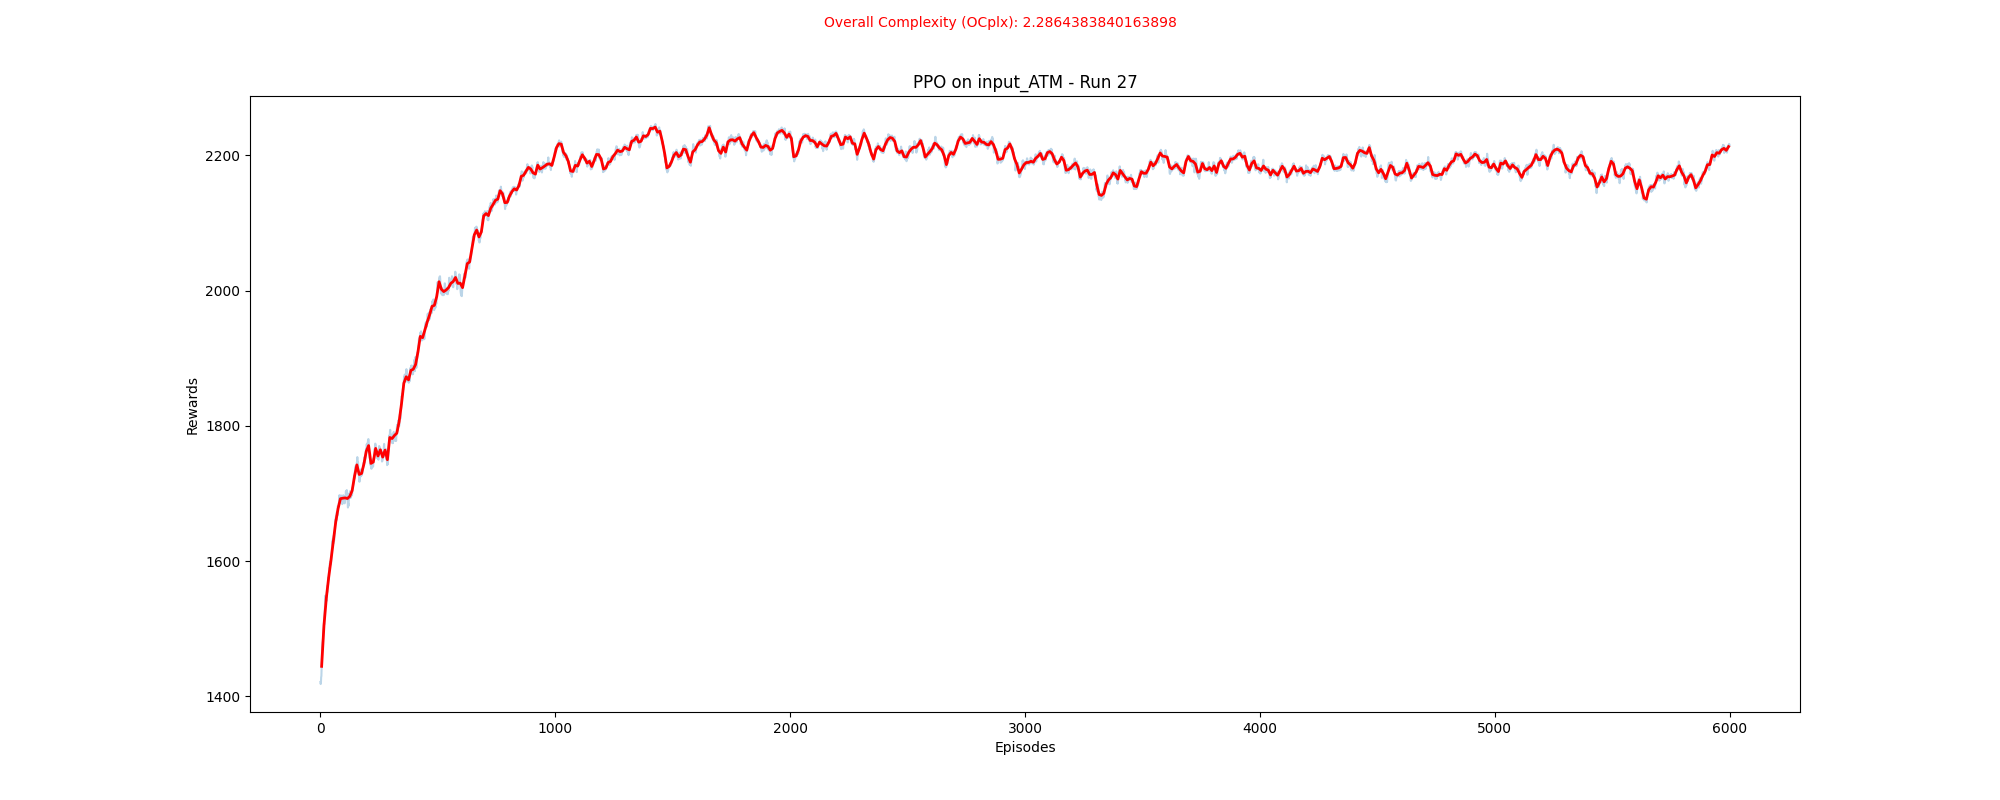 Overall Complexity (OCplx): 2.2864383840163898
PPO on input_ATM - Run 27
2200
2000
1800
1600
1400
Rewards
0 1000 2000 3000 4000 5000 6000
Episodes